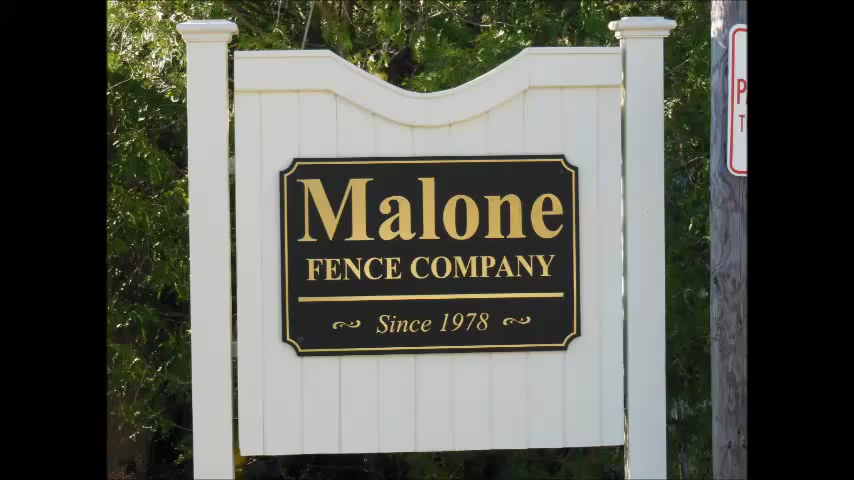 Malone
FENCE COMPANY
Since 1978
P
T